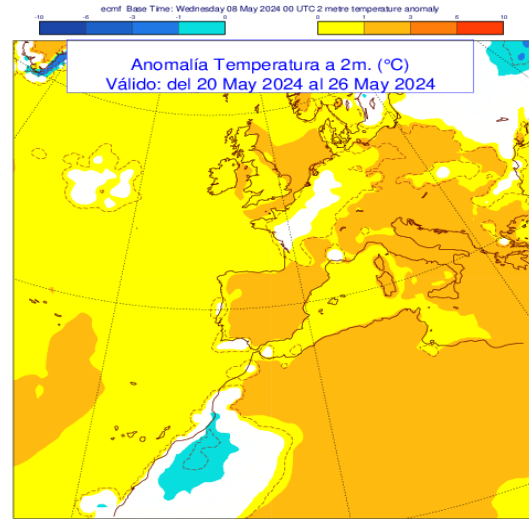 ecmf Base Time: Wednesday 08 May 2024 00 UTC 2 metre temperature anomaly
-10 -6 -3 -1 0 0 1 3 6 10
Anomalía Temperatura a 2m. (°C)
Válido: del 20 May 2024 al 26 May 2024